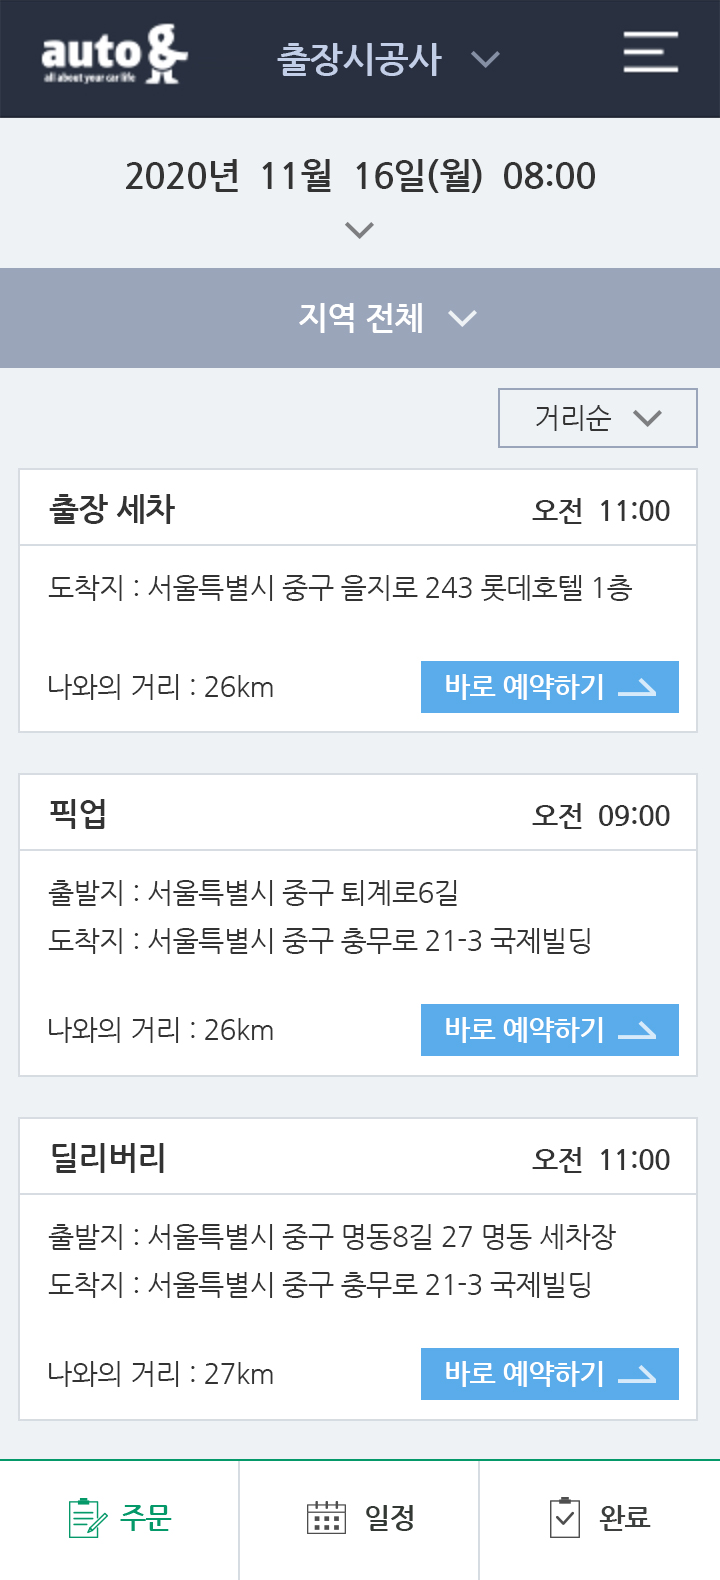 auto &
all about your car life
출장시공사
2020년 11월 16일(월) 08:00
지역 전체
거리순
출장 세차 오전 11:00
도착지 : 서울특별시 중구 을지로 243 롯데호텔 1층
나와의 거리 : 26km 바로 예약하기
픽업 오전 09:00
출발지 : 서울특별시 중구 퇴계로6길
도착지 : 서울특별시 중구 충무로 21-3 국제빌딩
나와의 거리 : 26km 바로 예약하기
딜리버리 오전 11:00
출발지 : 서울특별시 중구 명동8길 27 명동 세차장
도착지 : 서울특별시 중구 충무로 21-3 국제빌딩
나와의 거리 : 27km 바로 예약하기
주문 일정 완료